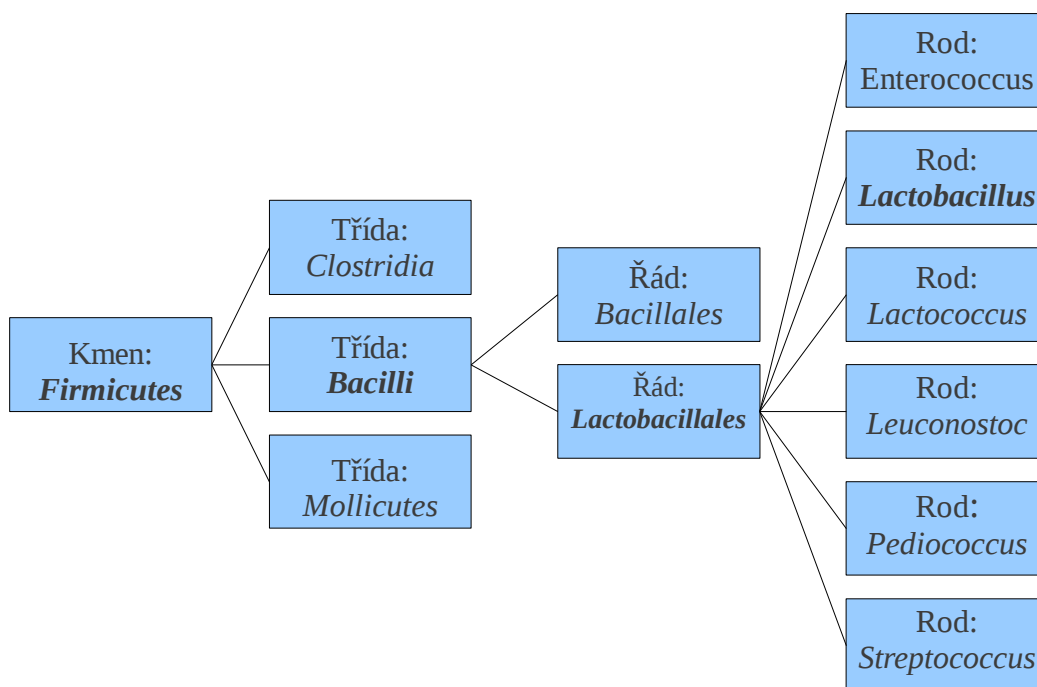 Kmen:
Firmicutes
Třída:
Clostridia
Třída:
Bacilli
Třída:
Mollicutes
Řád:
Bacillales
Řád:
Lactobacillales
Rod:
Enterococcus
Rod:
Lactobacillus
Rod:
Lactococcus
Rod:
Leuconostoc
Rod:
Pediococcus
Rod:
Streptococcus